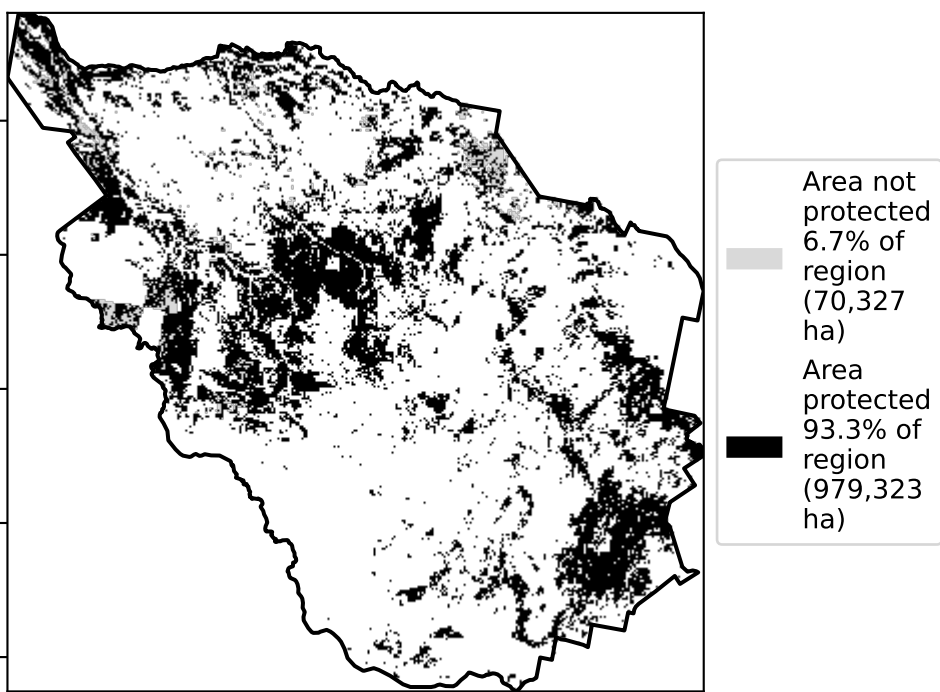 Area not
protected
6.7% of
region
(70,327
ha)
Area
protected
93.3% of
region
(979,323
ha)